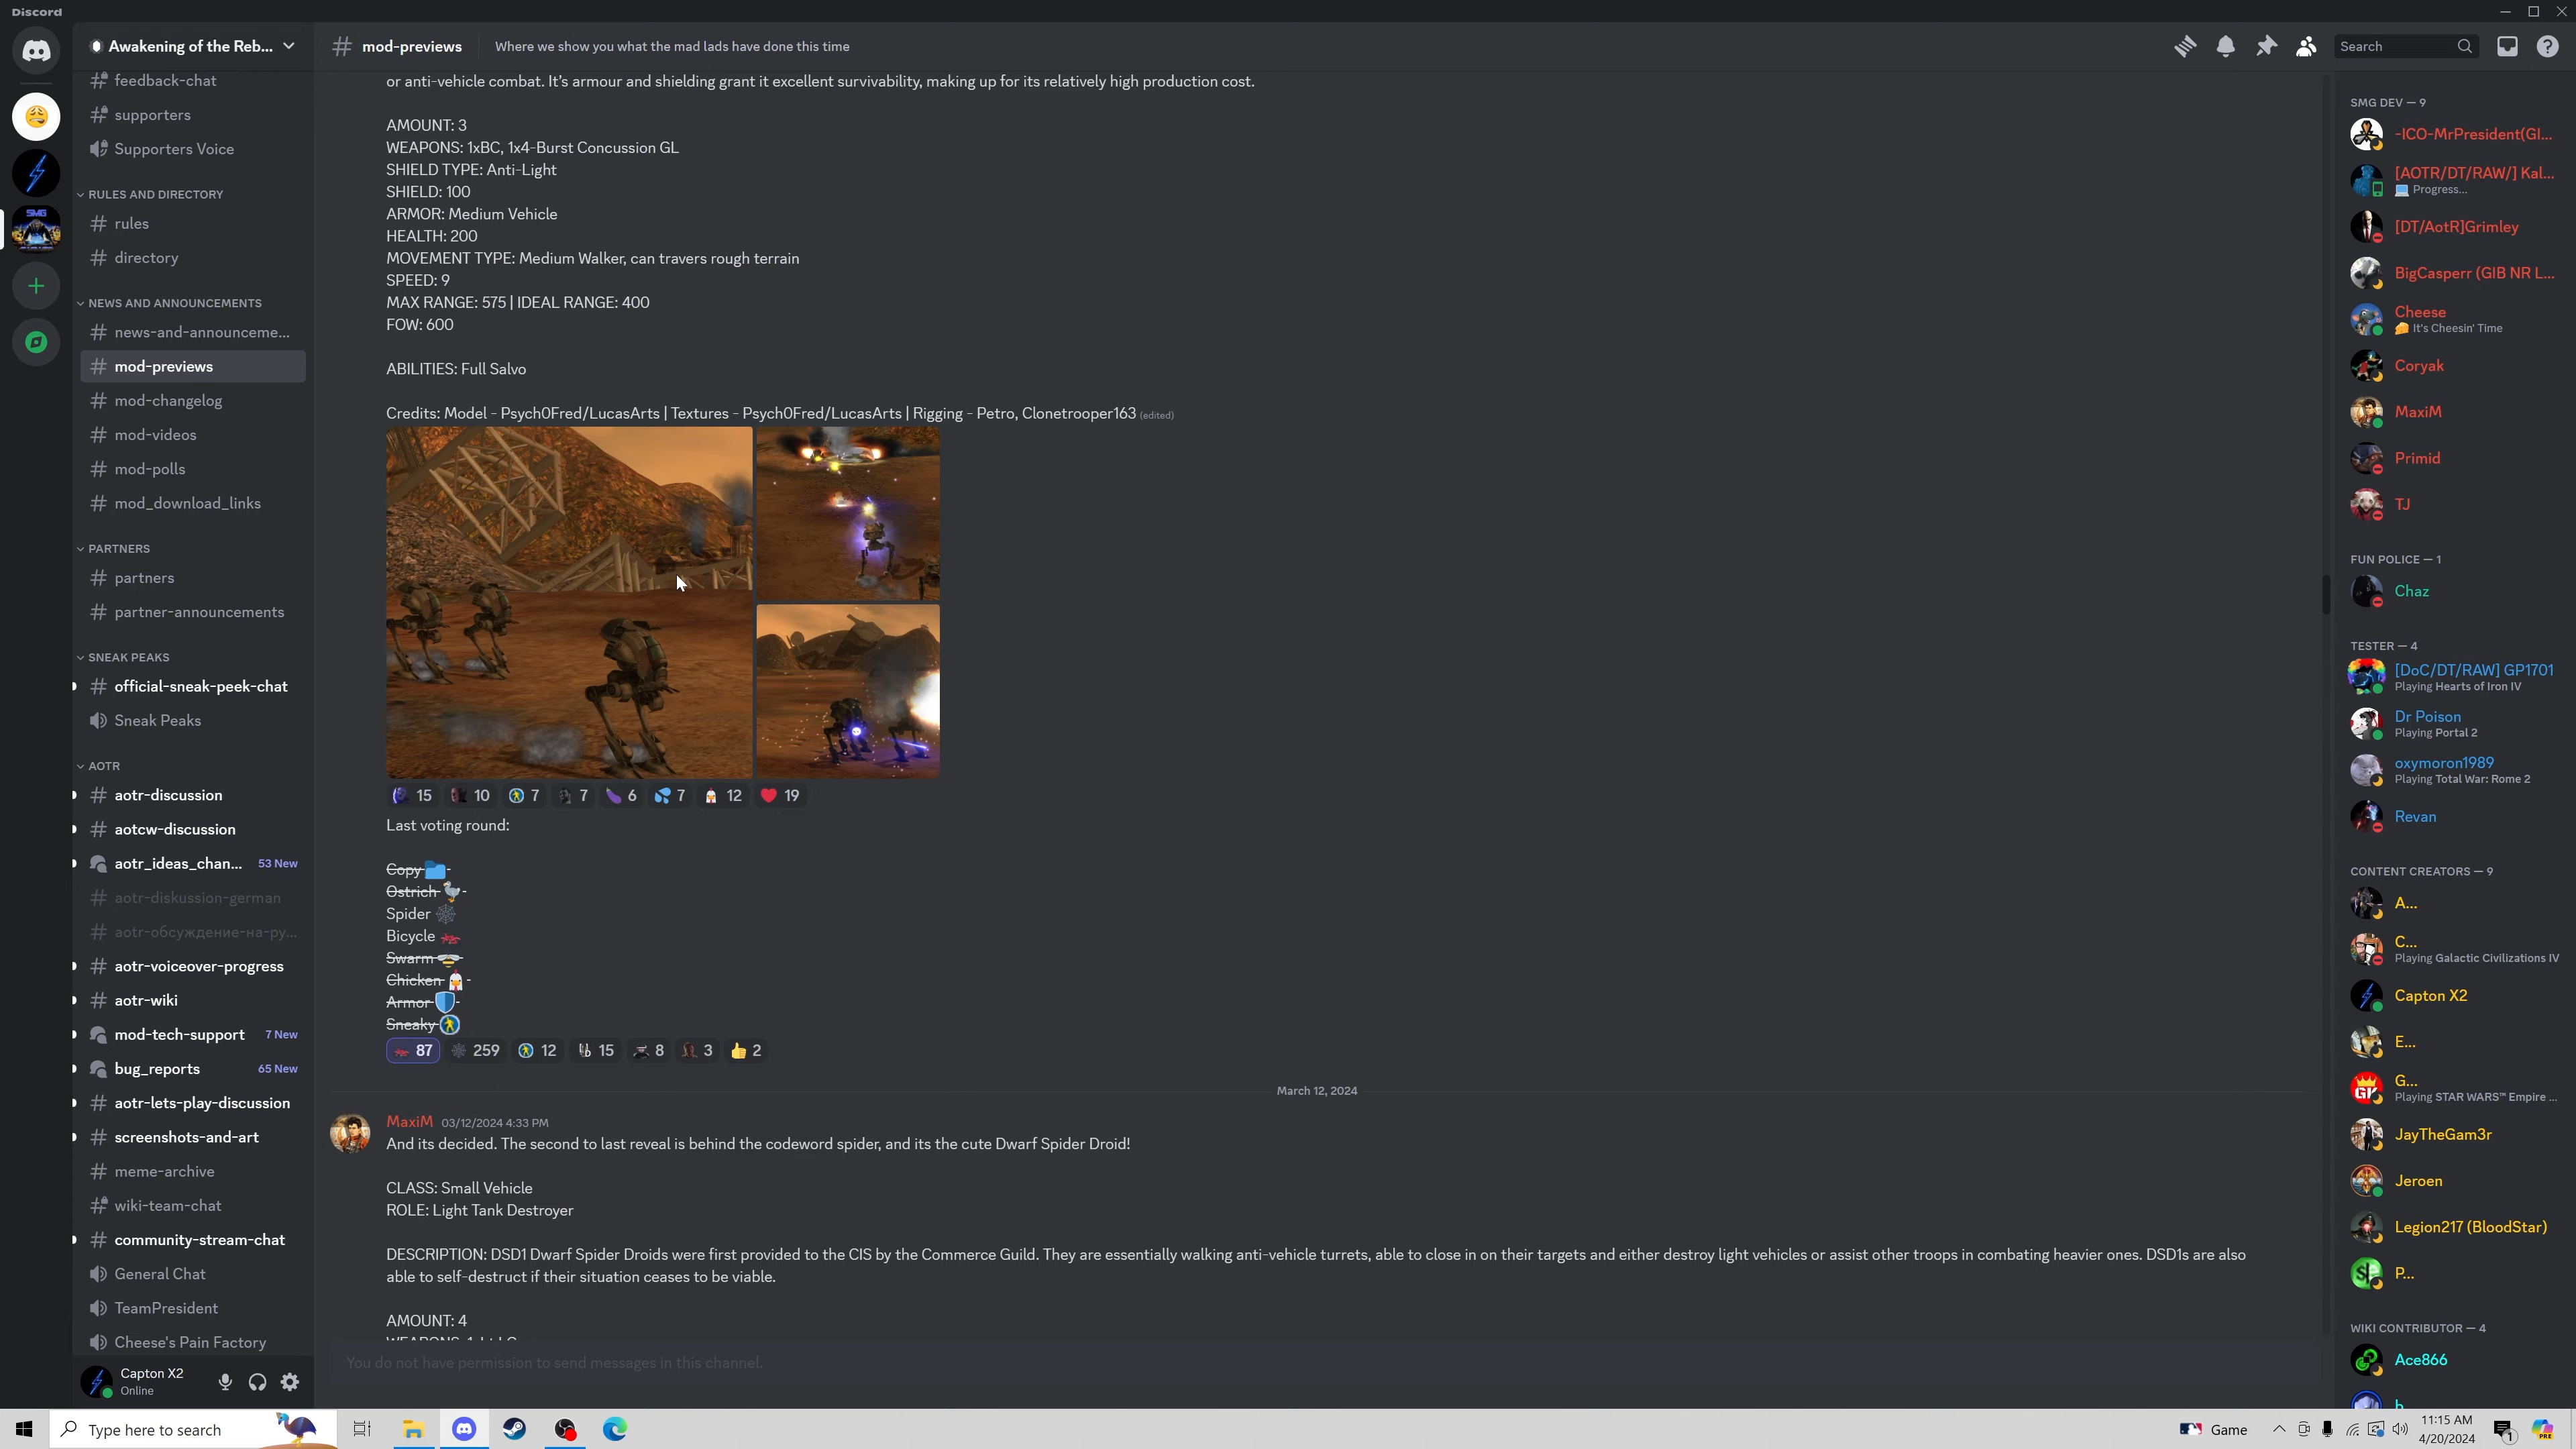 Discord
Awakening of the Reb...
feedback-chat
supporters
Supporters Voice
RULES AND DIRECTORY
rules
directory
NEWS AND ANNOUNCEMENTS
news-and-announceme...
mod-previews
mod-changelog
mod-videos
mod-polls
mod_download_links
PARTNERS
partners
partner-announcements
SNEAK PEAKS
official-sneak-peek-chat
Sneak Peaks
AOTR
aotr-discussion
aotcw-discussion
aotr_ideas_chan... 53 New
aotr-diskussion-german
aotr-обсуждение-на-ру...
aotr-voiceover-progress
aotr-wiki
mod-tech-support 7 New
bug_reports 65 New
aotr-lets-play-discussion
screenshots-and-art
meme-archive
wiki-team-chat
community-stream-chat
General Chat
TeamPresident
Cheese's Pain Factory
Capton X2
Online
mod-previews
Where we show you what the mad lads have done this time
Search
or anti-vehicle combat. It's armour and shielding grant it excellent survivability, making up for its relatively high production cost.
AMOUNT: 3
WEAPONS: 1xBC, 1x4-Burst Concussion GL
SHIELD TYPE: Anti-Light
SHIELD: 100
ARMOR: Medium Vehicle
HEALTH: 200
MOVEMENT TYPE: Medium Walker, can travers rough terrain
SPEED: 9
MAX RANGE: 575 | IDEAL RANGE: 400
FOW: 600
ABILITIES: Full Salvo
Credits: Model - Psych0Fred/LucasArts | Textures - Psych0Fred/LucasArts | Rigging - Petro, Clonetrooper163 (edited)
15 10 7 7 6 7 12 19
Last voting round:
Copy -
Ostrich -
Spider
Bicycle
Swarm -
Chicken -
Armor -
Sneaky
87 259 12 15 8 3 2
March 12, 2024
MaxiM 03/12/2024 4:33 PM
And its decided. The second to last reveal is behind the codeword spider, and its the cute Dwarf Spider Droid!
CLASS: Small Vehicle
ROLE: Light Tank Destroyer
DESCRIPTION: DSD1 Dwarf Spider Droids were first provided to the CIS by the Commerce Guild. They are essentially walking anti-vehicle turrets, able to close in on their targets and either destroy light vehicles or assist other troops in combating heavier ones. DSD1s are also
able to self-destruct if their situation ceases to be viable.
AMOUNT: 4
You do not have permission to send messages in this channel.
SMG DEV — 9
-ICO-MrPresident(GI...
[AOTR/DT/RAW/] Kal...
Progress...
[DT/AotR]Grimley
BigCasperr (GIB NR L...
Cheese
It's Cheesin' Time
Coryak
MaxiM
Primid
TJ
FUN POLICE — 1
Chaz
TESTER — 4
[DoC/DT/RAW] GP1701
Playing Hearts of Iron IV
Dr Poison
Playing Portal 2
oxymoron1989
Playing Total War: Rome 2
Revan
CONTENT CREATORS — 9
A...
C...
Playing Galactic Civilizations IV
Capton X2
E...
G...
Playing STAR WARS™ Empire ...
JayTheGam3r
Jeroen
Legion217 (BloodStar)
P...
WIKI CONTRIBUTOR — 4
Ace866
Type here to search
Game
11:15 AM
4/20/2024